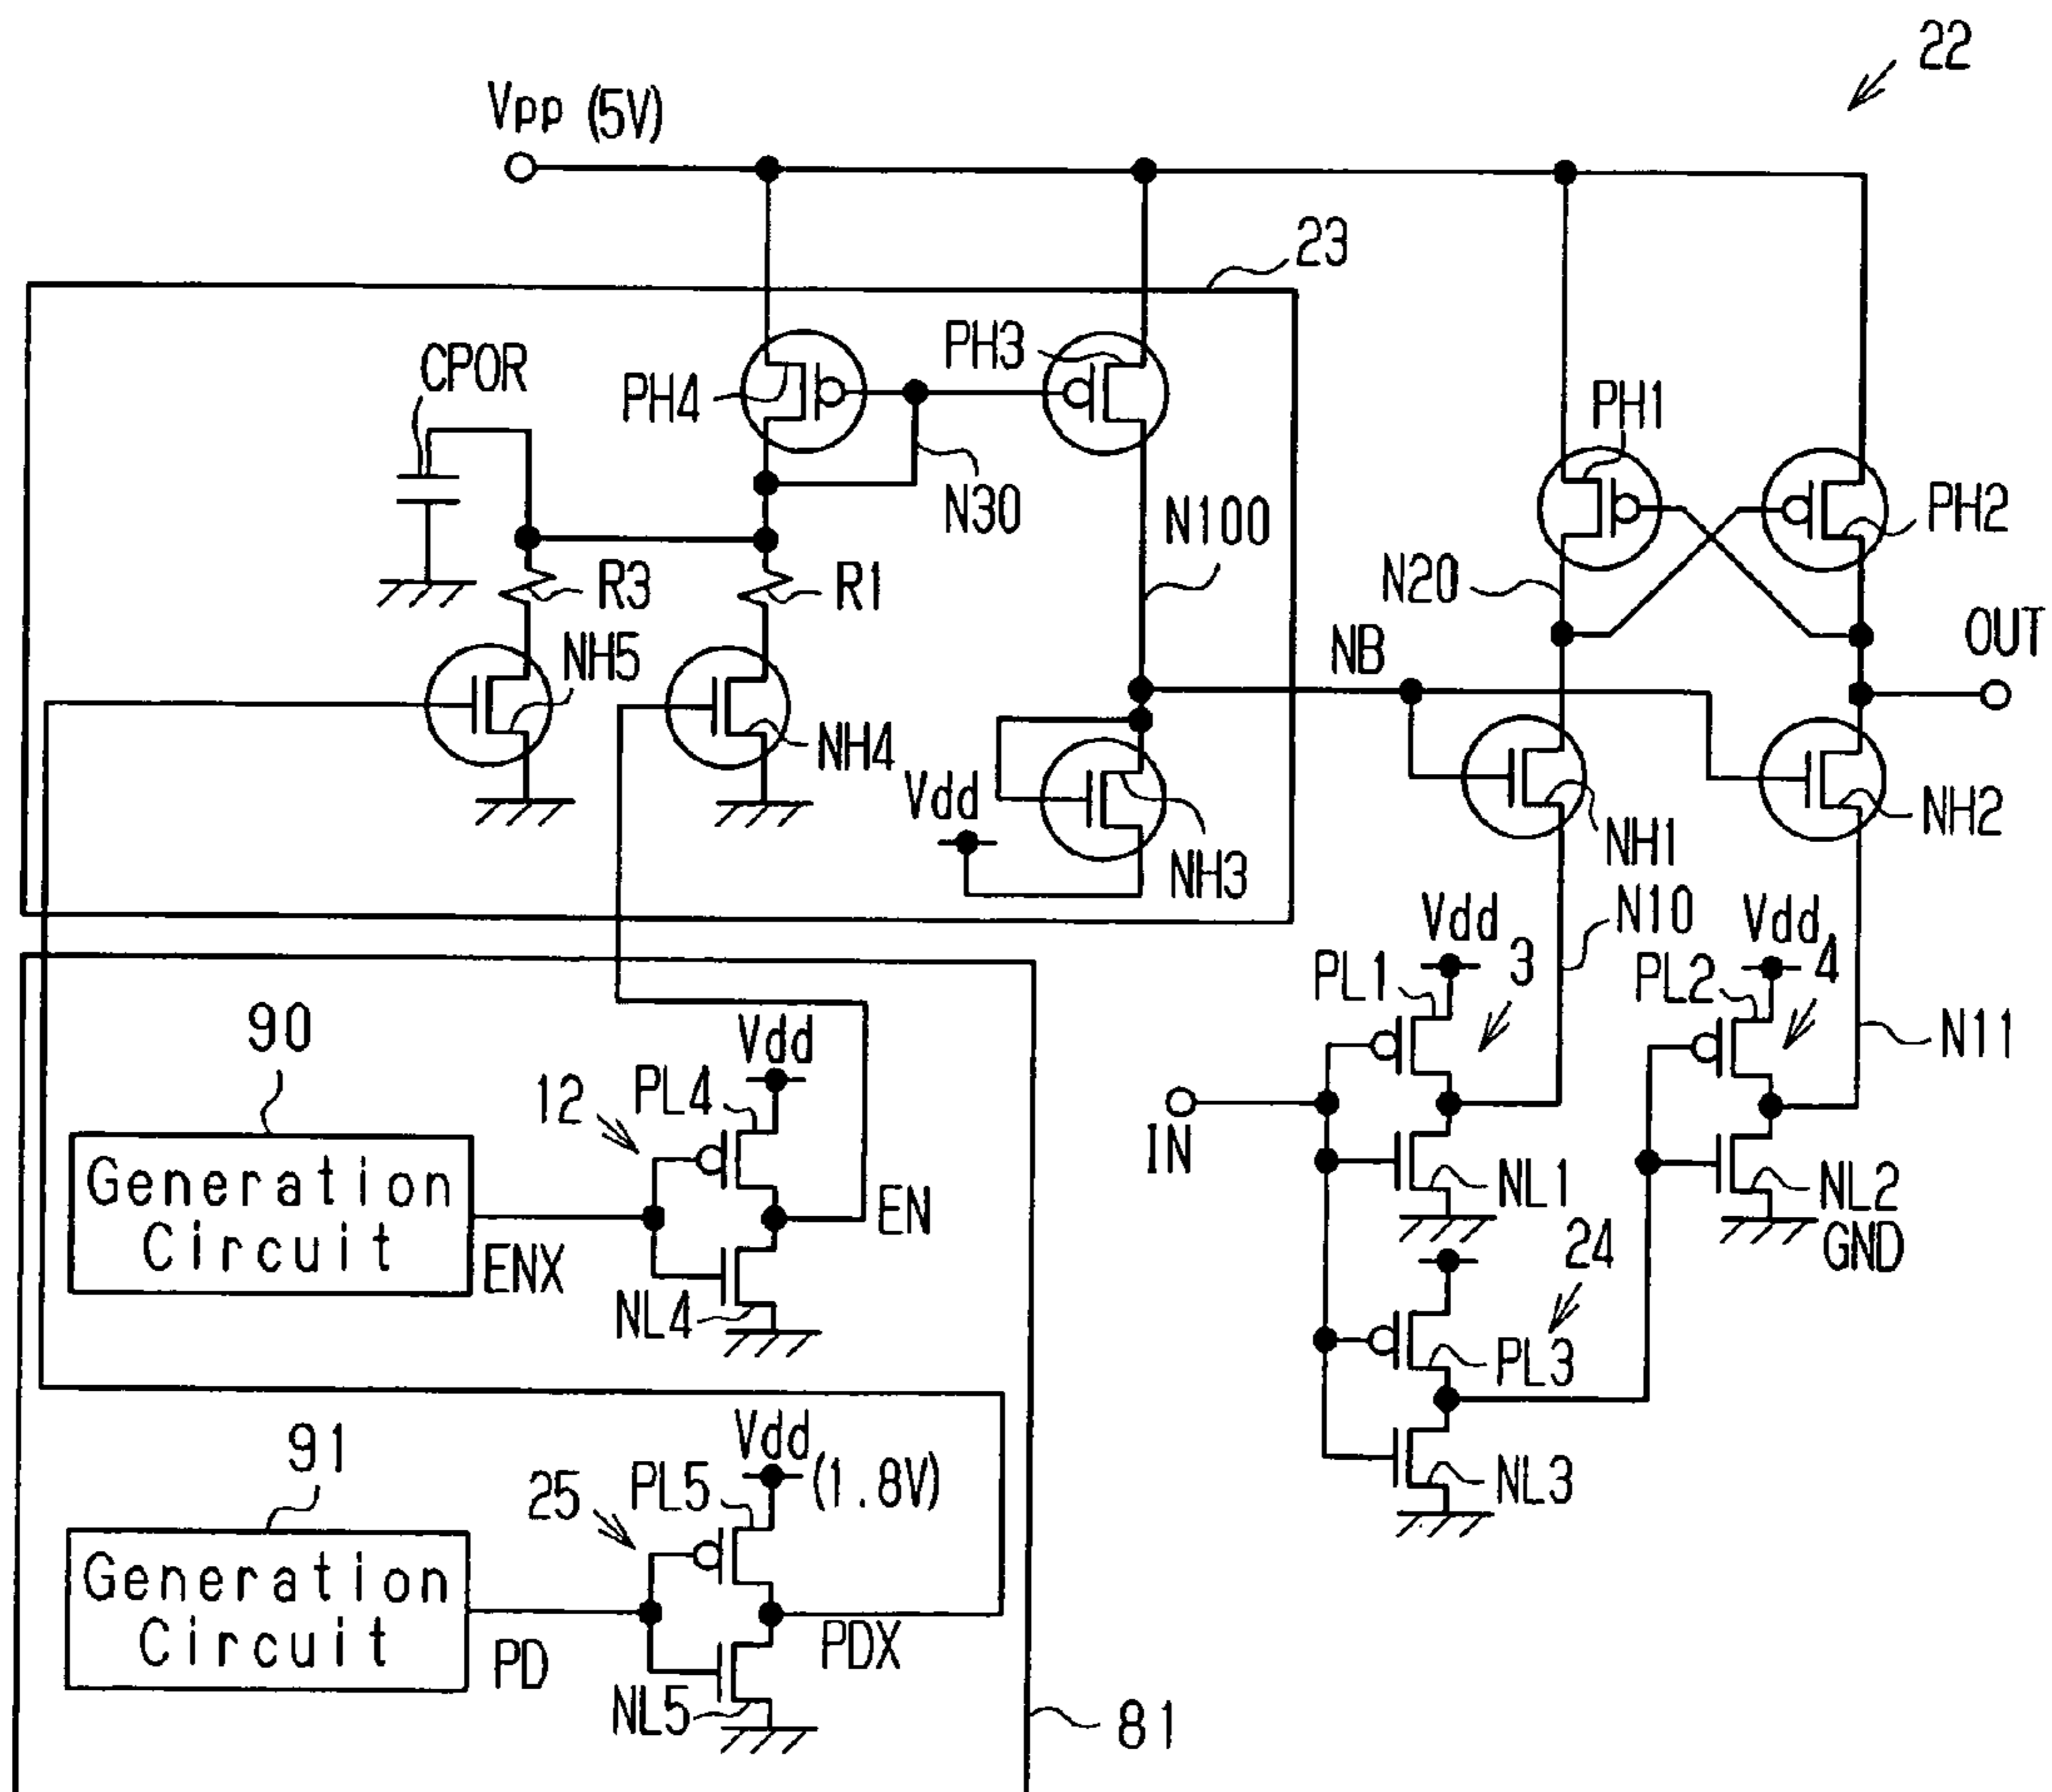 22
Vpp (5V)
23
CPOR
PH4
PH3
N30
N100
PH1
PH2
N20
R3
R1
NH5
NH4
NB
OUT
Vdd
NH3
NH1
NH2
N10
Vdd
3
PL1
Vdd
4
PL2
N11
90
12
PL4
Vdd
IN
NL1
NL2
GND
Generation
Circuit
ENX
EN
NL4
24
PL3
91
25
PL5
Vdd
(1.8V)
NL3
Generation
Circuit
PD
PDX
NL5
81